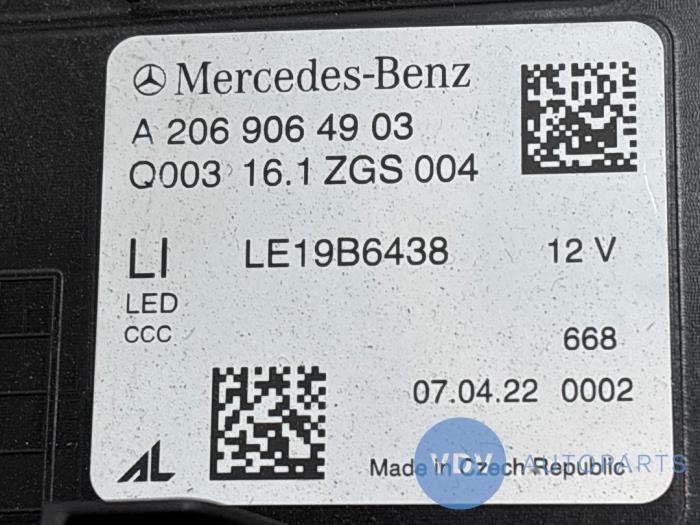 Mercedes-Benz
A 206 906 49 03
Q003 16.1 ZGS 004
LI LE19B6438 12 V
LED
CCC
668
07.04.22 0002
AL Made in Czech Republic
VDV AUTOPARTS